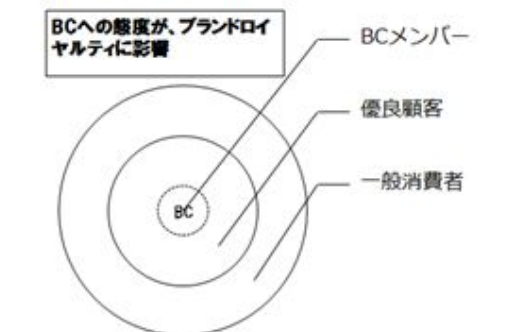 BCへの態度が、ブランドロイ
ヤルティに影響
BCメンバー
優良顧客
一般消費者
BC